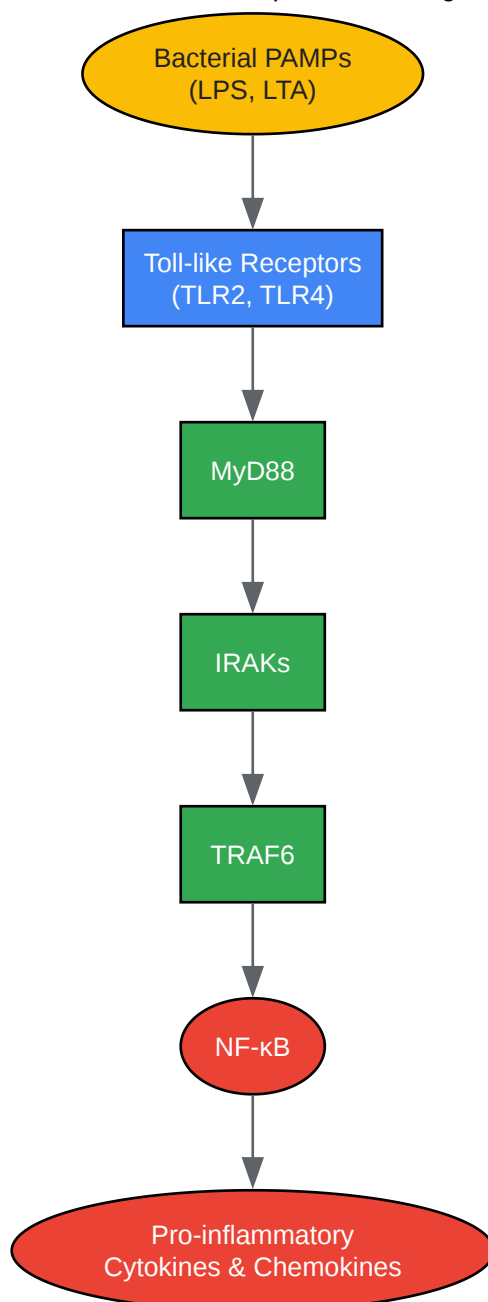 Bacterial PAMPs
(LPS, LTA)
Toll-like Receptors
(TLR2, TLR4)
MyD88
IRAKs
TRAF6
NF-κB
Pro-inflammatory
Cytokines & Chemokines